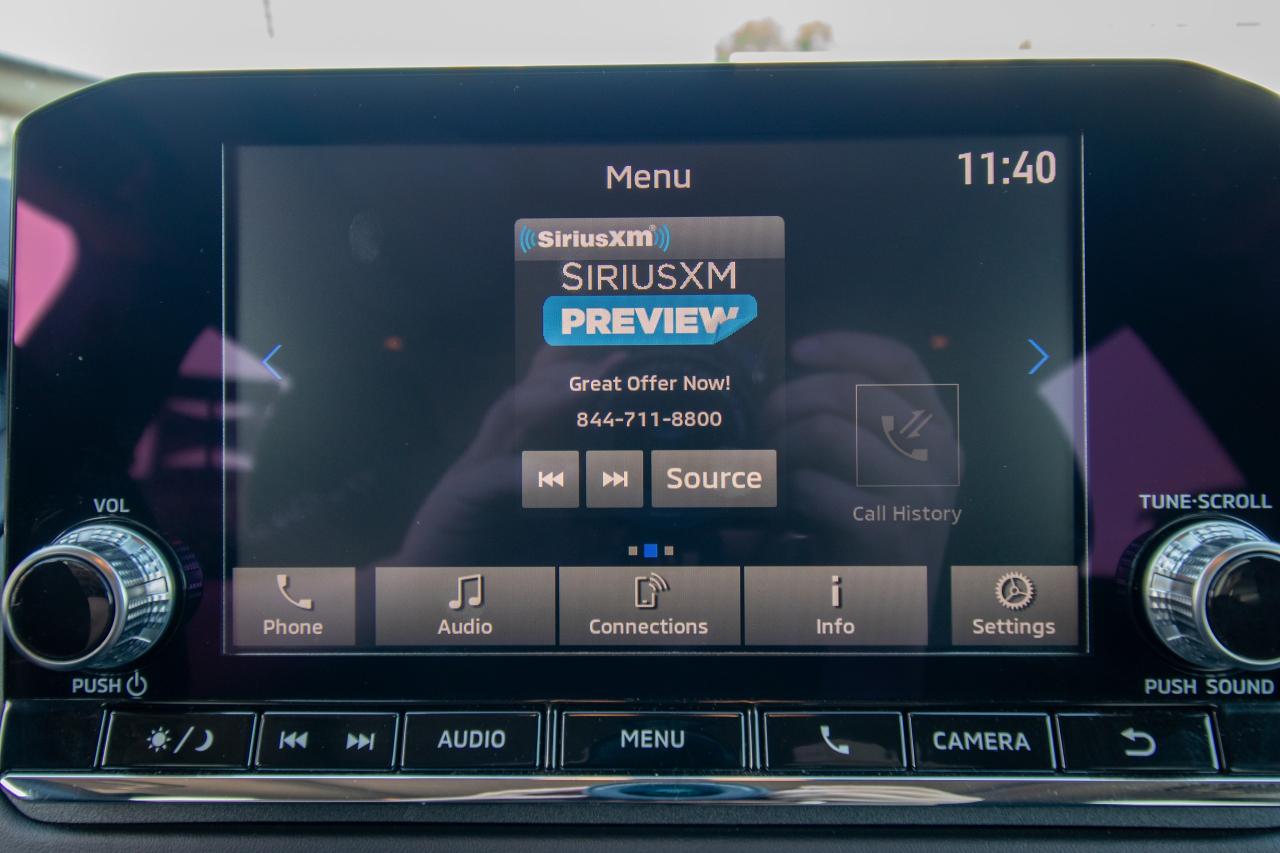 Menu
11:40
SiriusXm
SIRIUSXM
PREVIEW
Great Offer Now!
844-711-8800
Source
Call History
VOL
TUNE·SCROLL
Phone
Audio
Connections
Info
Settings
PUSH
PUSH SOUND
AUDIO
MENU
CAMERA